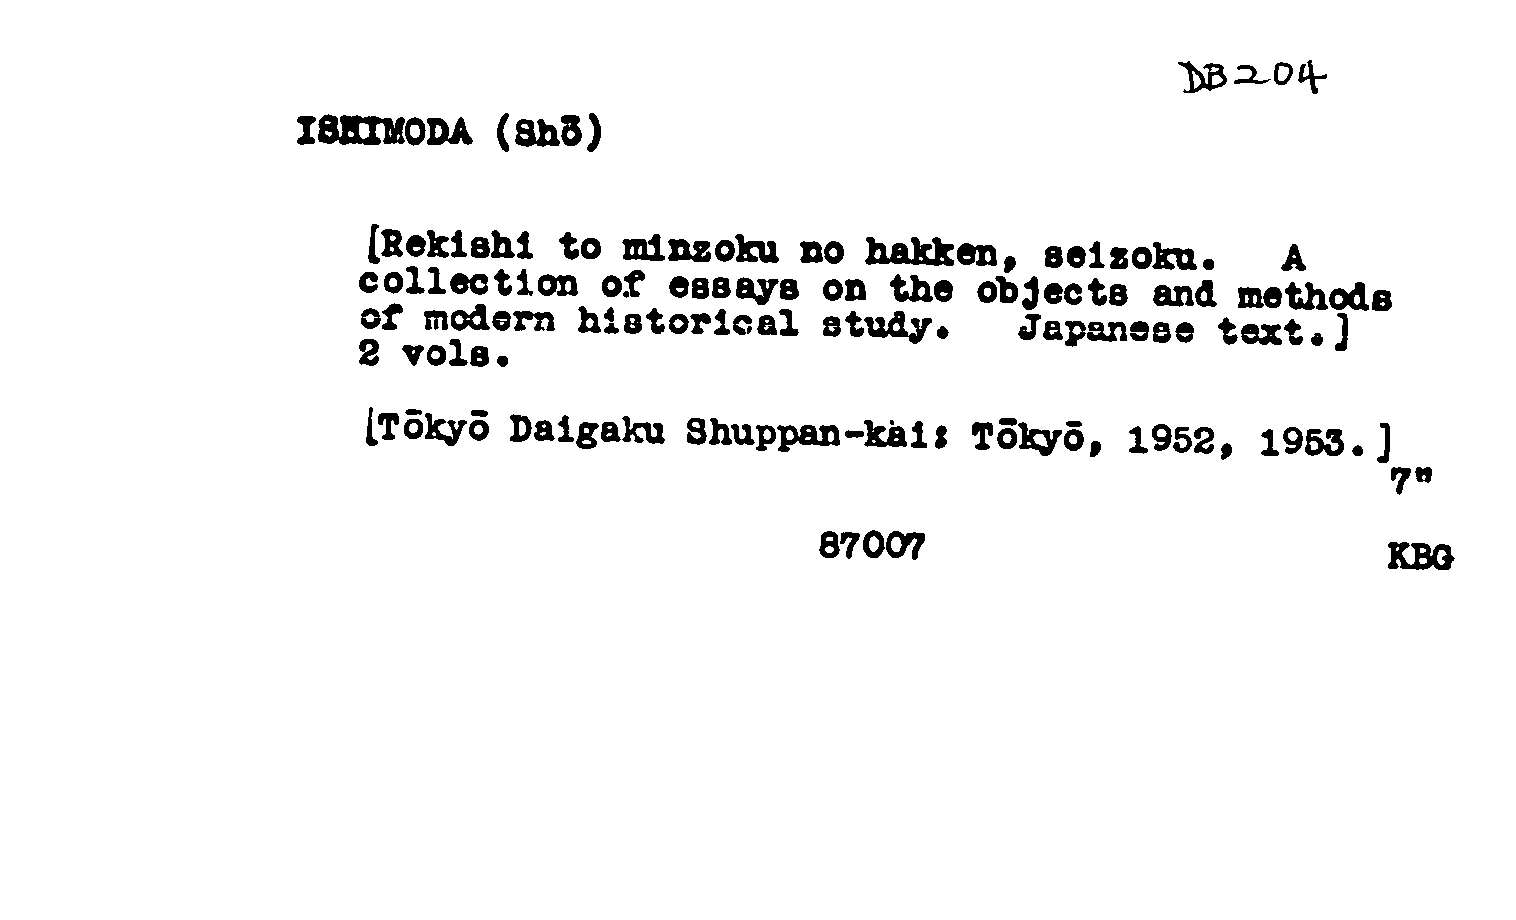 DB204
ISHIMODA (Shō)
[Rekishi to minzoku no hakken, seizoku. A
collection of essays on the objects and methods
of modern historical study. Japanese text.]
2 vols.
[Tōkyō Daigaku Shuppan-kai: Tōkyō, 1952, 1953.]
7"
87007
KBG